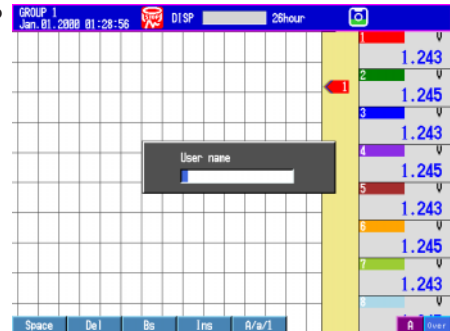 GROUP 1
Jan.01.2000 01:28:56
DISP
26hour
1
V
1.243
2
V
1.245
1
3
V
1.243
4
V
1.245
User name
5
V
1.243
6
V
1.245
7
V
1.243
8
V
Space
Del
Bs
Ins
A/a/1
A
Over